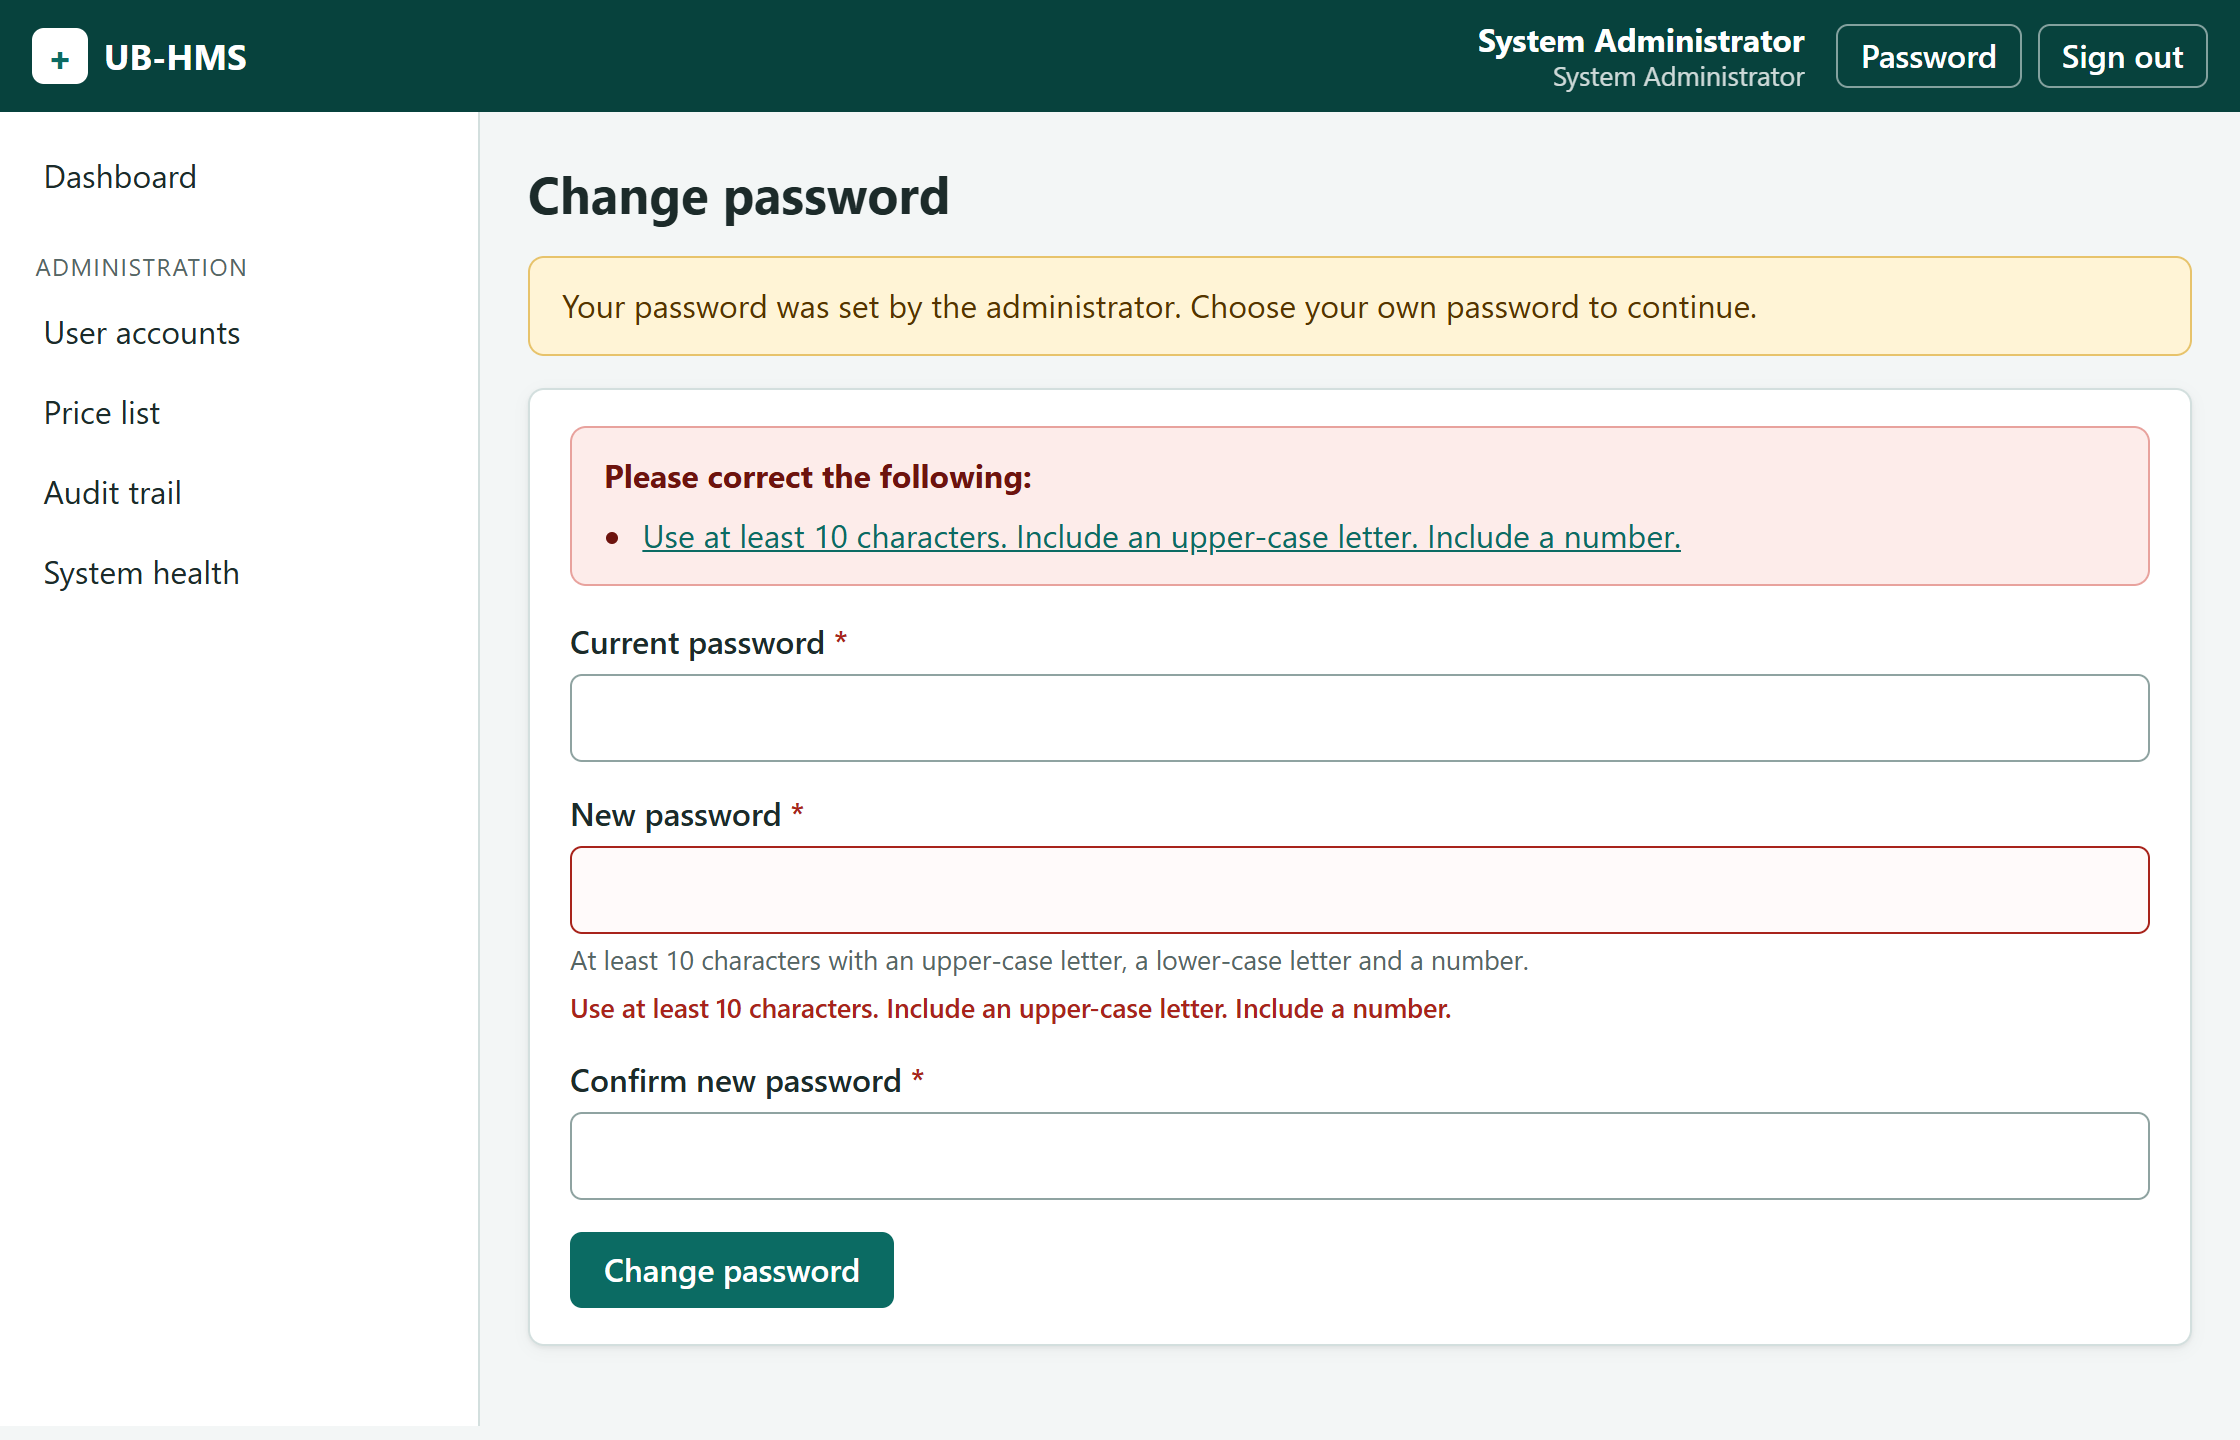 + UB-HMS
System Administrator
System Administrator
Password
Sign out
Dashboard
ADMINISTRATION
User accounts
Price list
Audit trail
System health
Change password
Your password was set by the administrator. Choose your own password to continue.
Please correct the following:
• Use at least 10 characters. Include an upper-case letter. Include a number.
Current password *
New password *
At least 10 characters with an upper-case letter, a lower-case letter and a number.
Use at least 10 characters. Include an upper-case letter. Include a number.
Confirm new password *
Change password